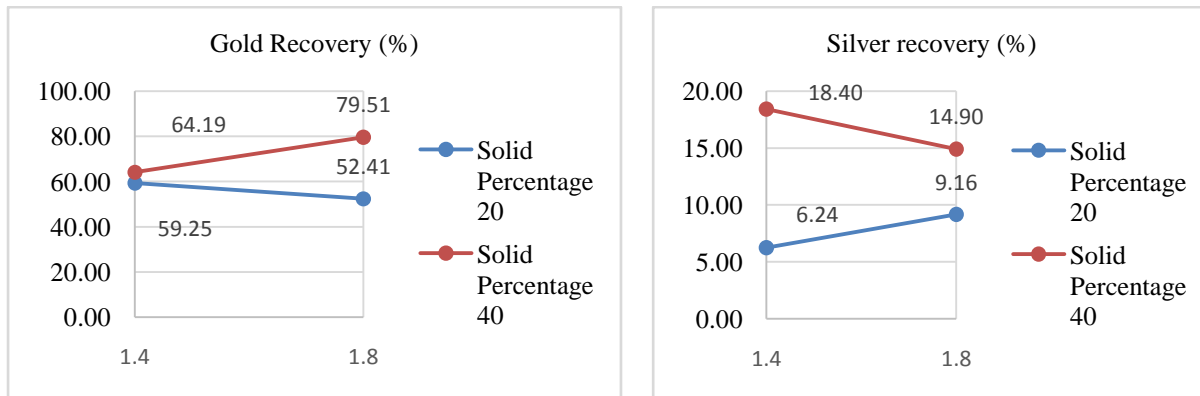 Gold Recovery (%)
100.00
80.00
60.00
40.00
20.00
0.00
64.19
79.51
52.41
59.25
1.4
1.8
Solid
Percentage
20
Solid
Percentage
40
Silver recovery (%)
20.00
15.00
10.00
5.00
0.00
18.40
14.90
9.16
6.24
1.4
1.8
Solid
Percentage
20
Solid
Percentage
40